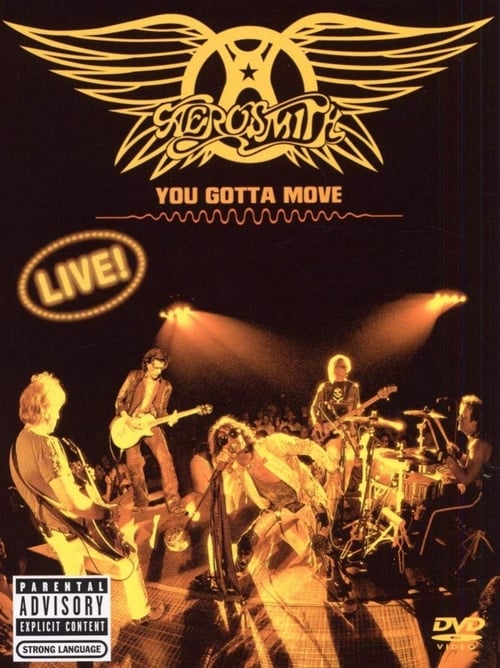 AEROSMITH
YOU GOTTA MOVE
LIVE!
PARENTAL
ADVISORY
EXPLICIT CONTENT
STRONG LANGUAGE
DVD
VIDEO